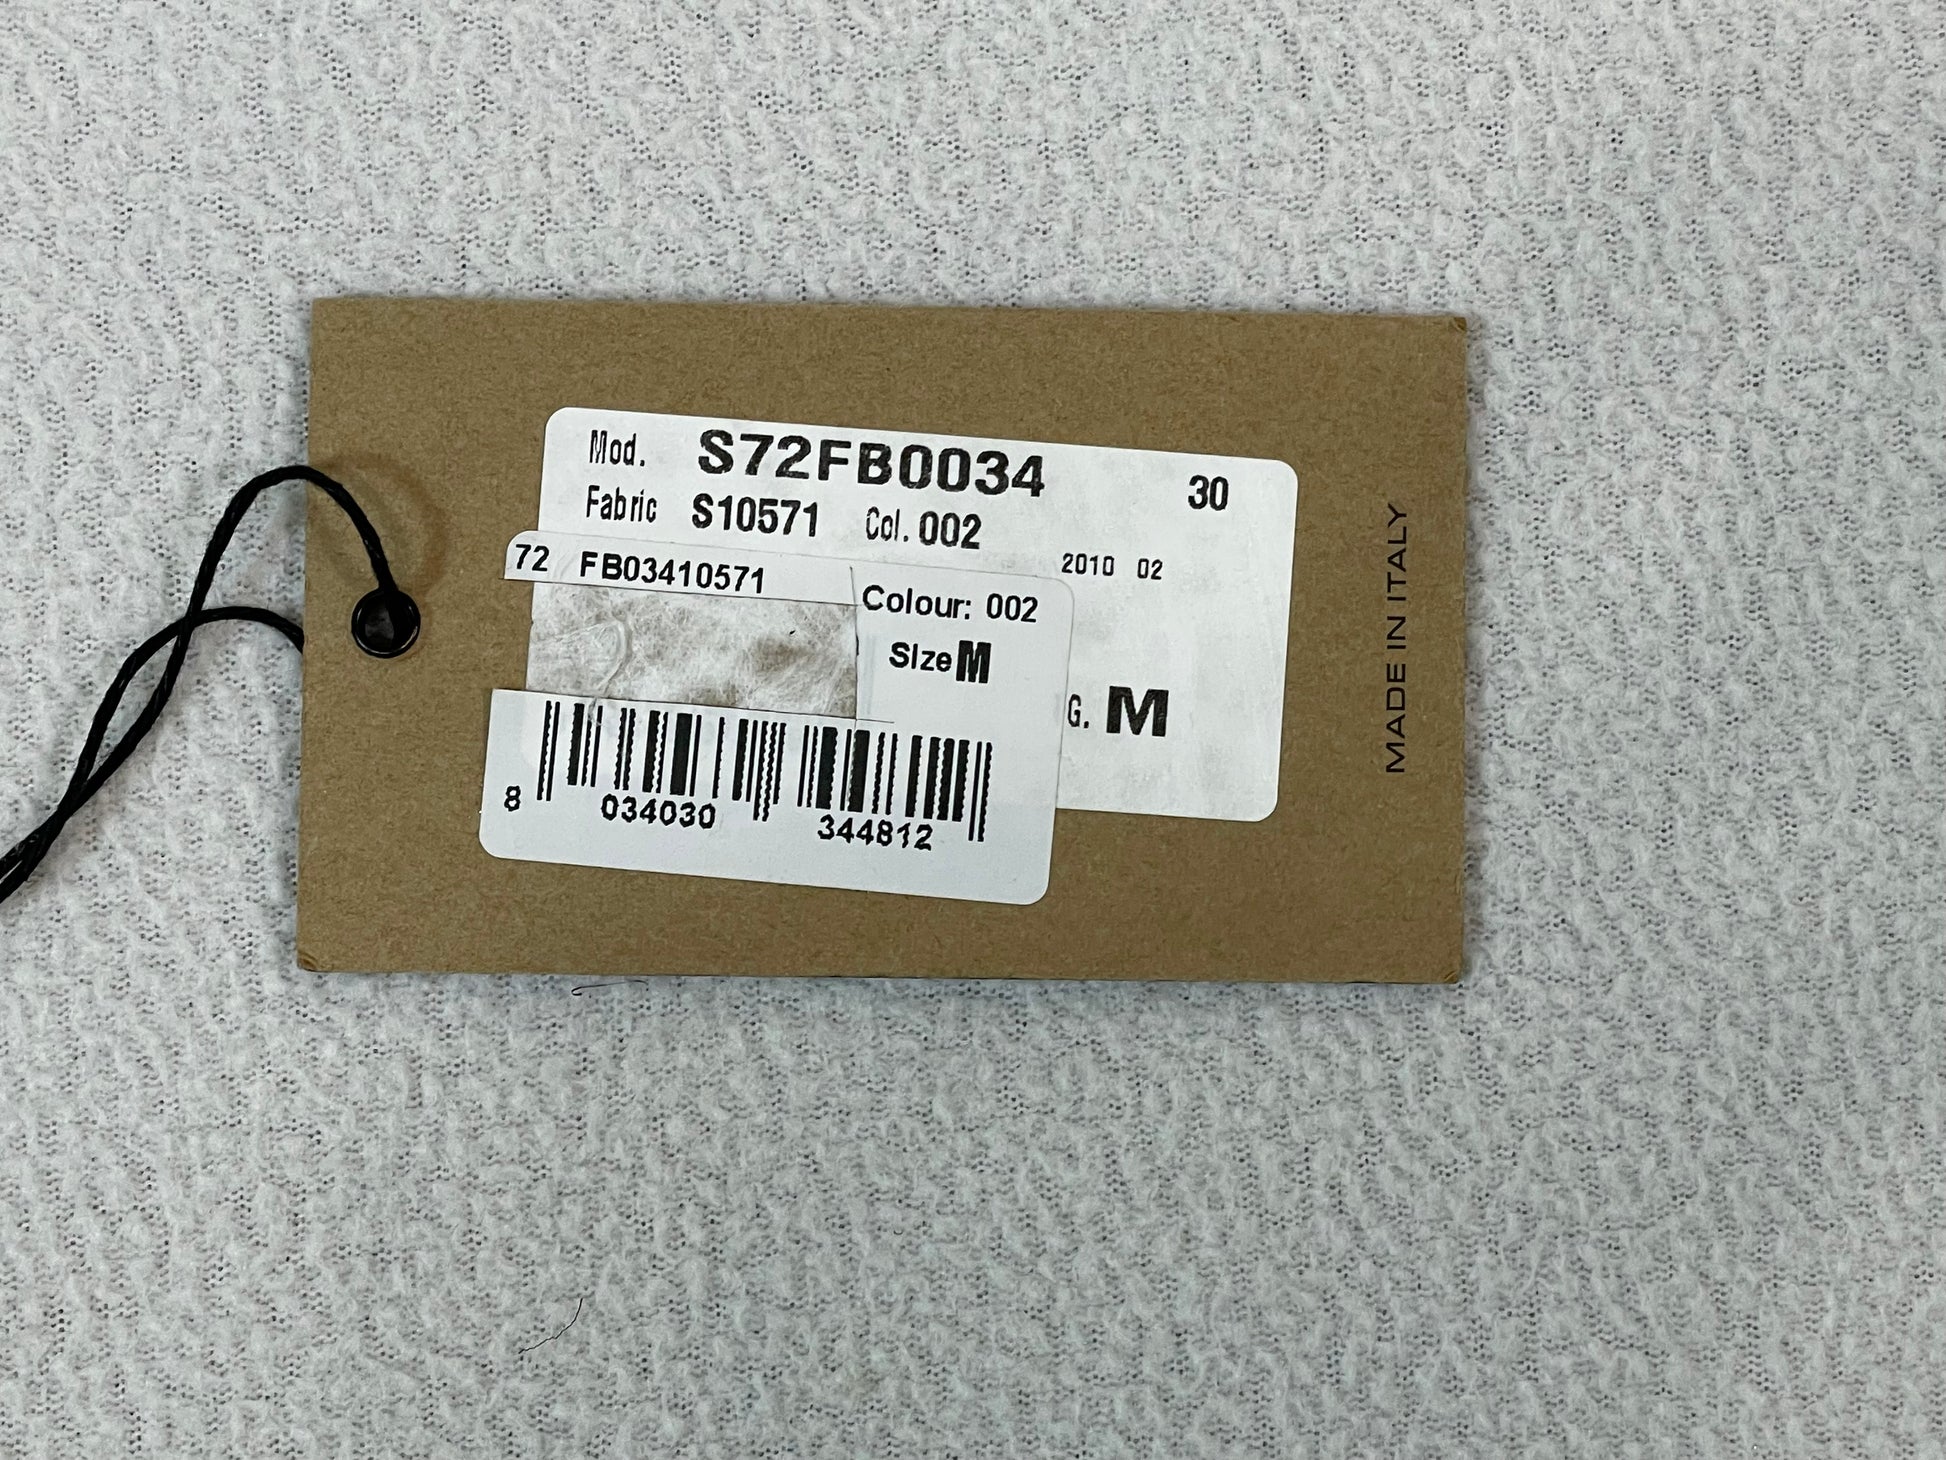 Mod. S72FB0034 30
Fabric S10571 Col. 002
2010 02
72 FB03410571
Colour: 002
Size M
G. M
8 034030 344812
MADE IN ITALY